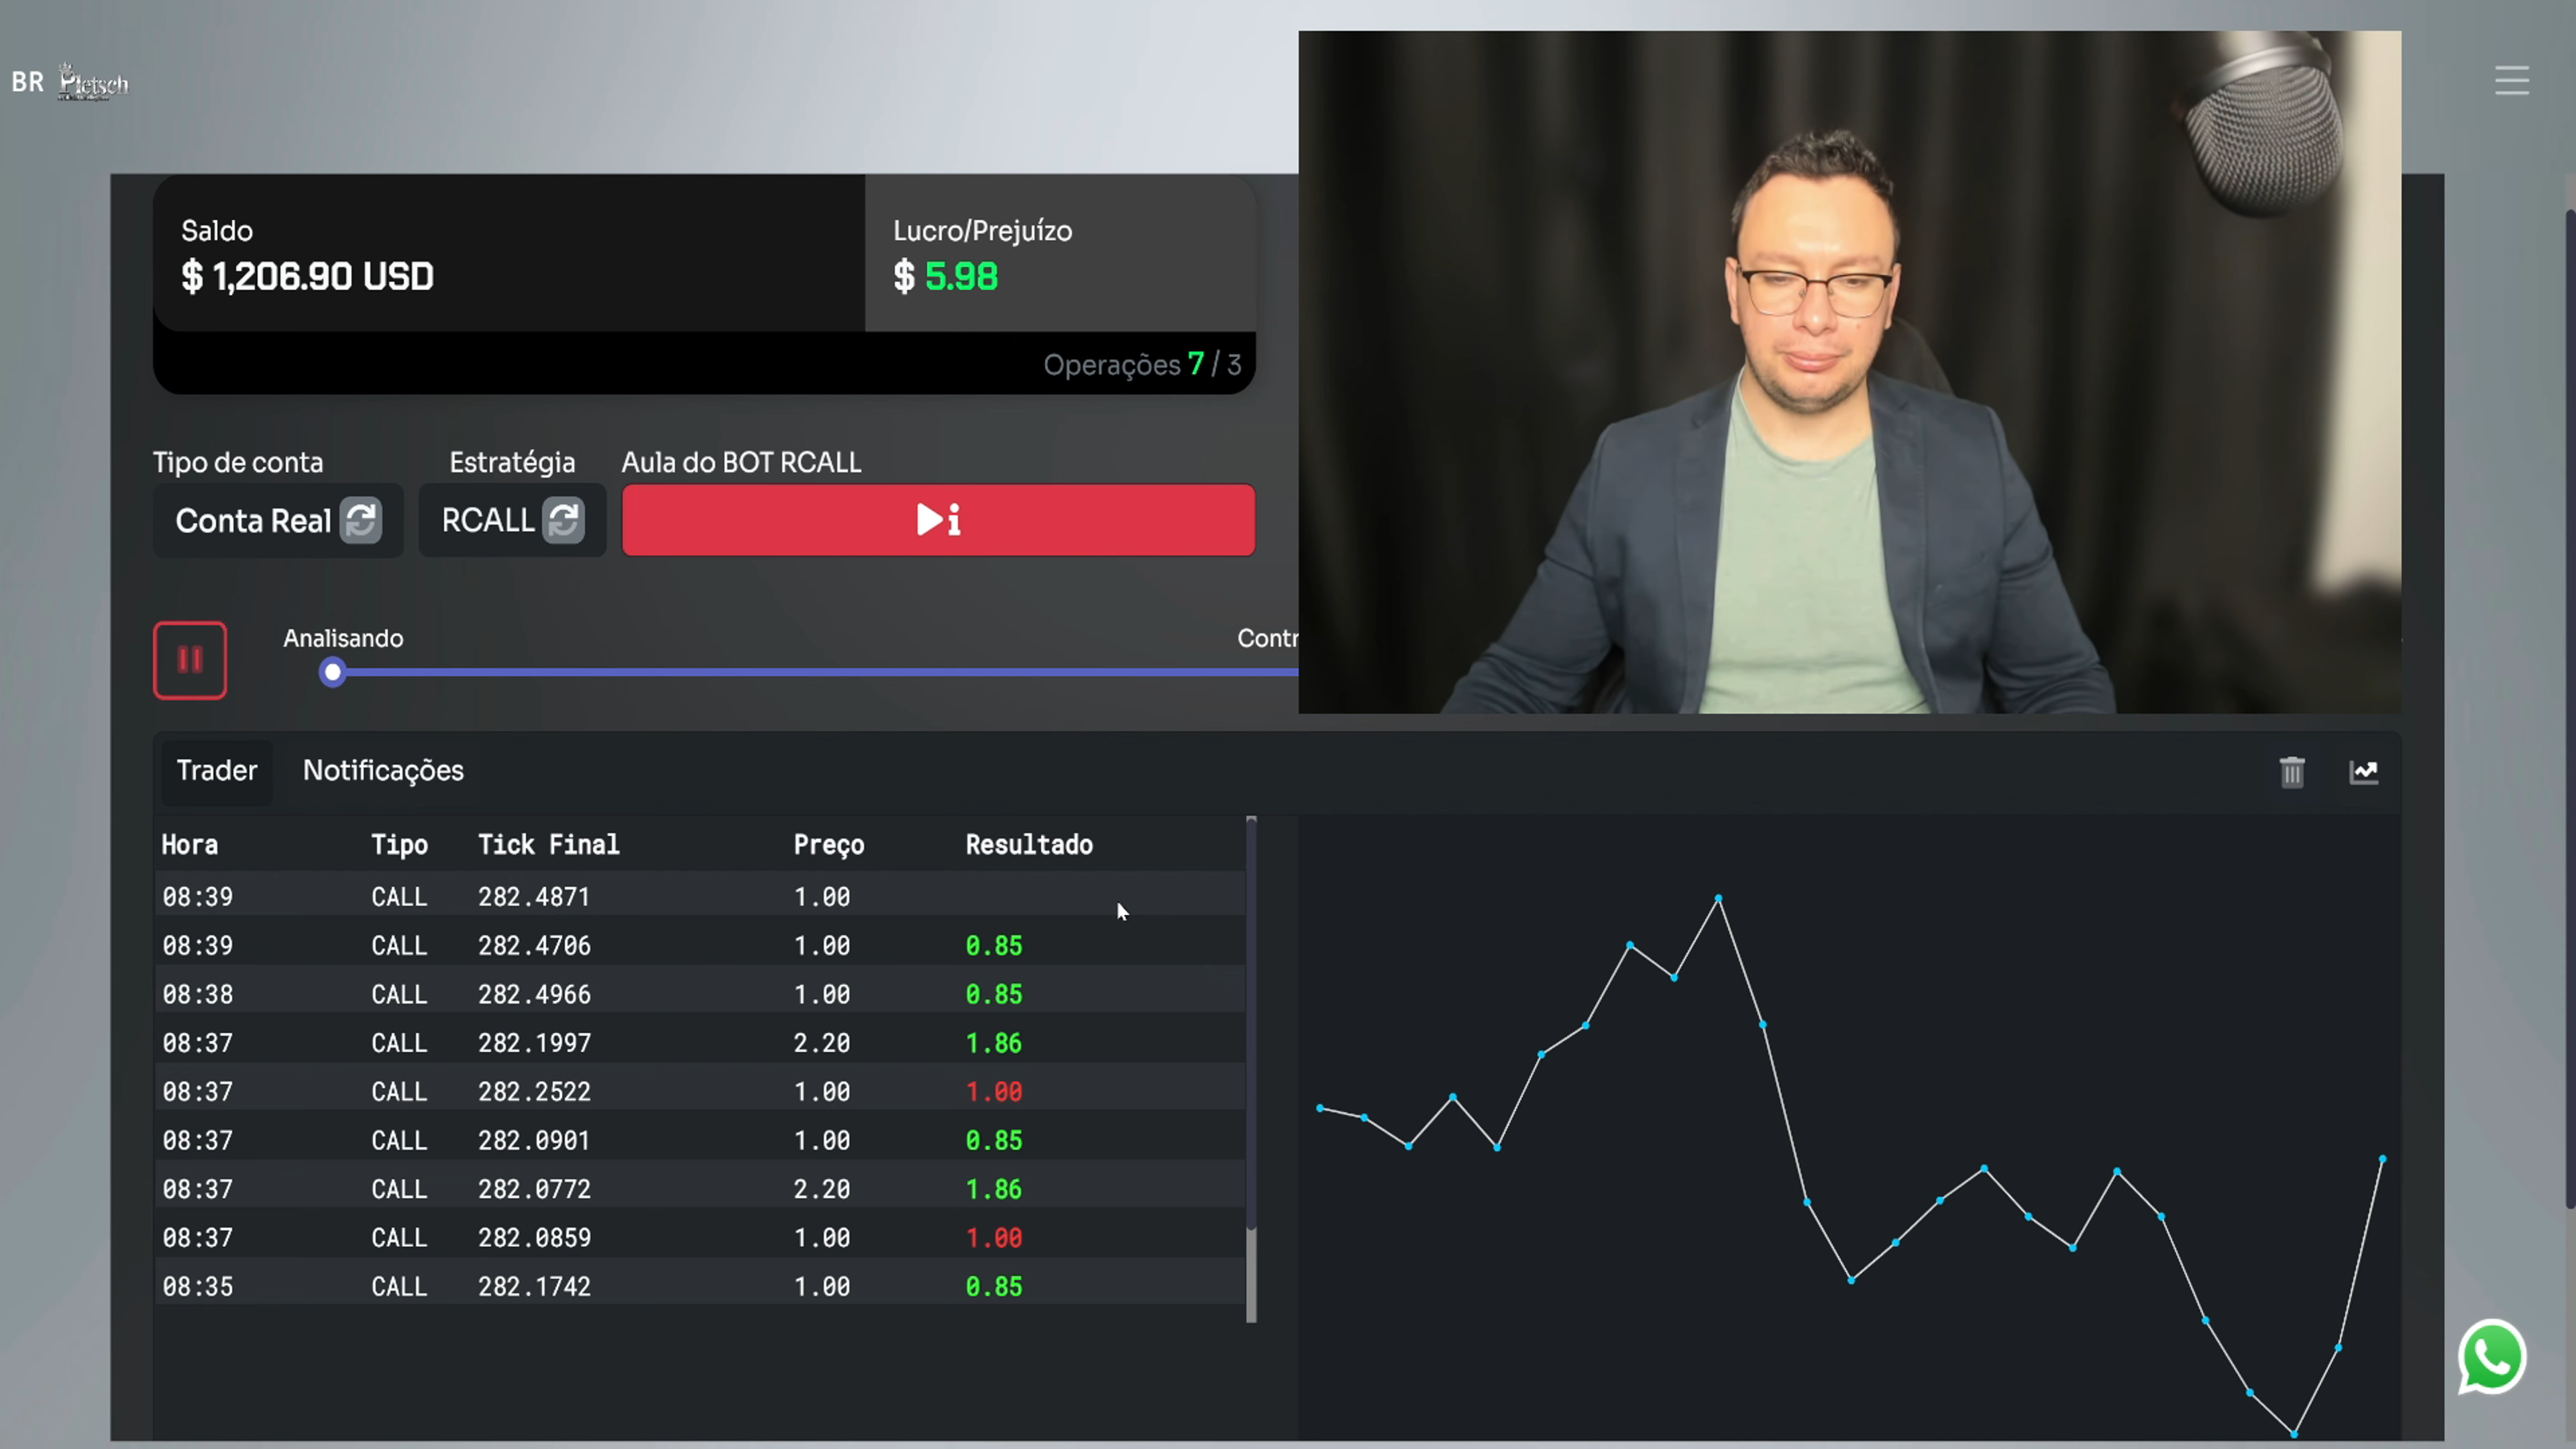 BR Pletsch
Saldo
$ 1,206.90 USD
Lucro/Prejuízo
$ 5.98
Operações 7 / 3
Tipo de conta
Conta Real
Estratégia
RCALL
Aula do BOT RCALL
Analisando
Contr
Trader Notificações
Hora Tipo Tick Final Preço Resultado
08:39 CALL 282.4871 1.00
08:39 CALL 282.4706 1.00 0.85
08:38 CALL 282.4966 1.00 0.85
08:37 CALL 282.1997 2.20 1.86
08:37 CALL 282.2522 1.00 1.00
08:37 CALL 282.0901 1.00 0.85
08:37 CALL 282.0772 2.20 1.86
08:37 CALL 282.0859 1.00 1.00
08:35 CALL 282.1742 1.00 0.85